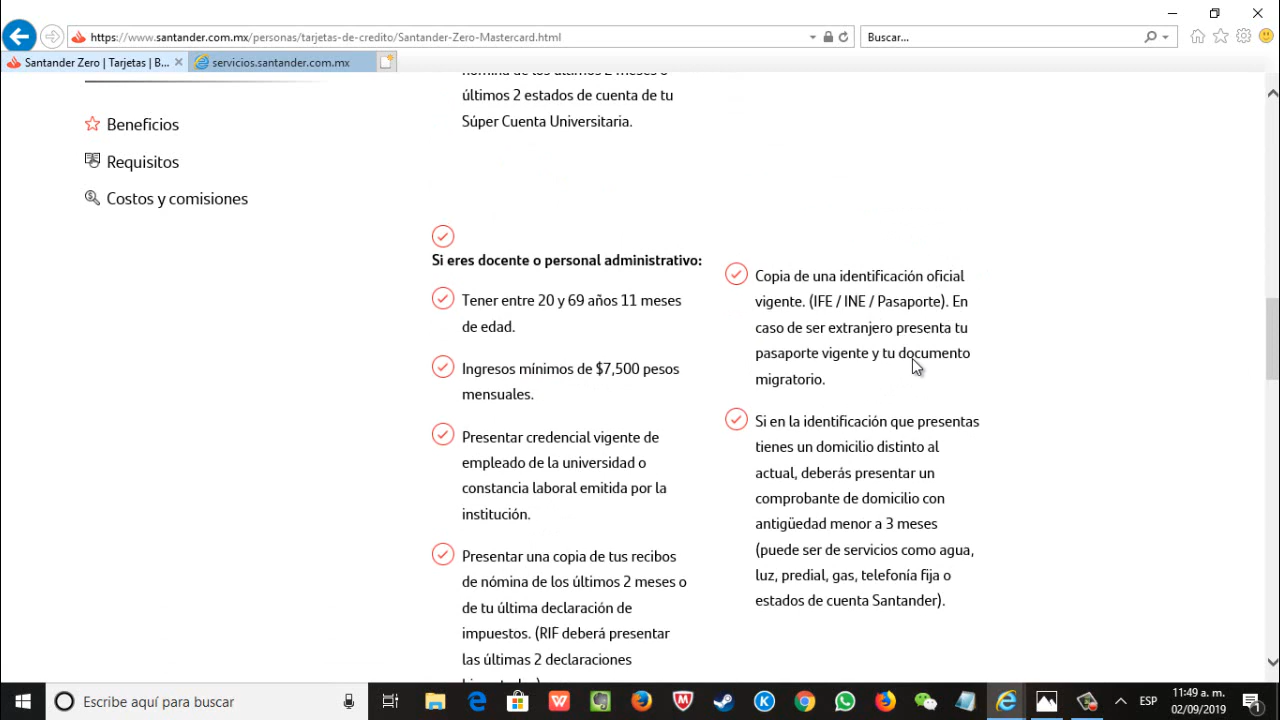 https://www.santander.com.mx/personas/tarjetas-de-credito/Santander-Zero-Mastercard.html
Buscar...
Santander Zero | Tarjetas | B...
servicios.santander.com.mx
nómina de los últimos 2 meses o
últimos 2 estados de cuenta de tu
Súper Cuenta Universitaria.
Beneficios
Requisitos
Costos y comisiones
Si eres docente o personal administrativo:
Tener entre 20 y 69 años 11 meses
de edad.
Ingresos mínimos de $7,500 pesos
mensuales.
Presentar credencial vigente de
empleado de la universidad o
constancia laboral emitida por la
institución.
Presentar una copia de tus recibos
de nómina de los últimos 2 meses o
de tu última declaración de
impuestos. (RIF deberá presentar
las últimas 2 declaraciones
Copia de una identificación oficial
vigente. (IFE / INE / Pasaporte). En
caso de ser extranjero presenta tu
pasaporte vigente y tu documento
migratorio.
Si en la identificación que presentas
tienes un domicilio distinto al
actual, deberás presentar un
comprobante de domicilio con
antigüedad menor a 3 meses
(puede ser de servicios como agua,
luz, predial, gas, telefonía fija o
estados de cuenta Santander).
Escribe aquí para buscar
ESP
11:49 a. m.
02/09/2019